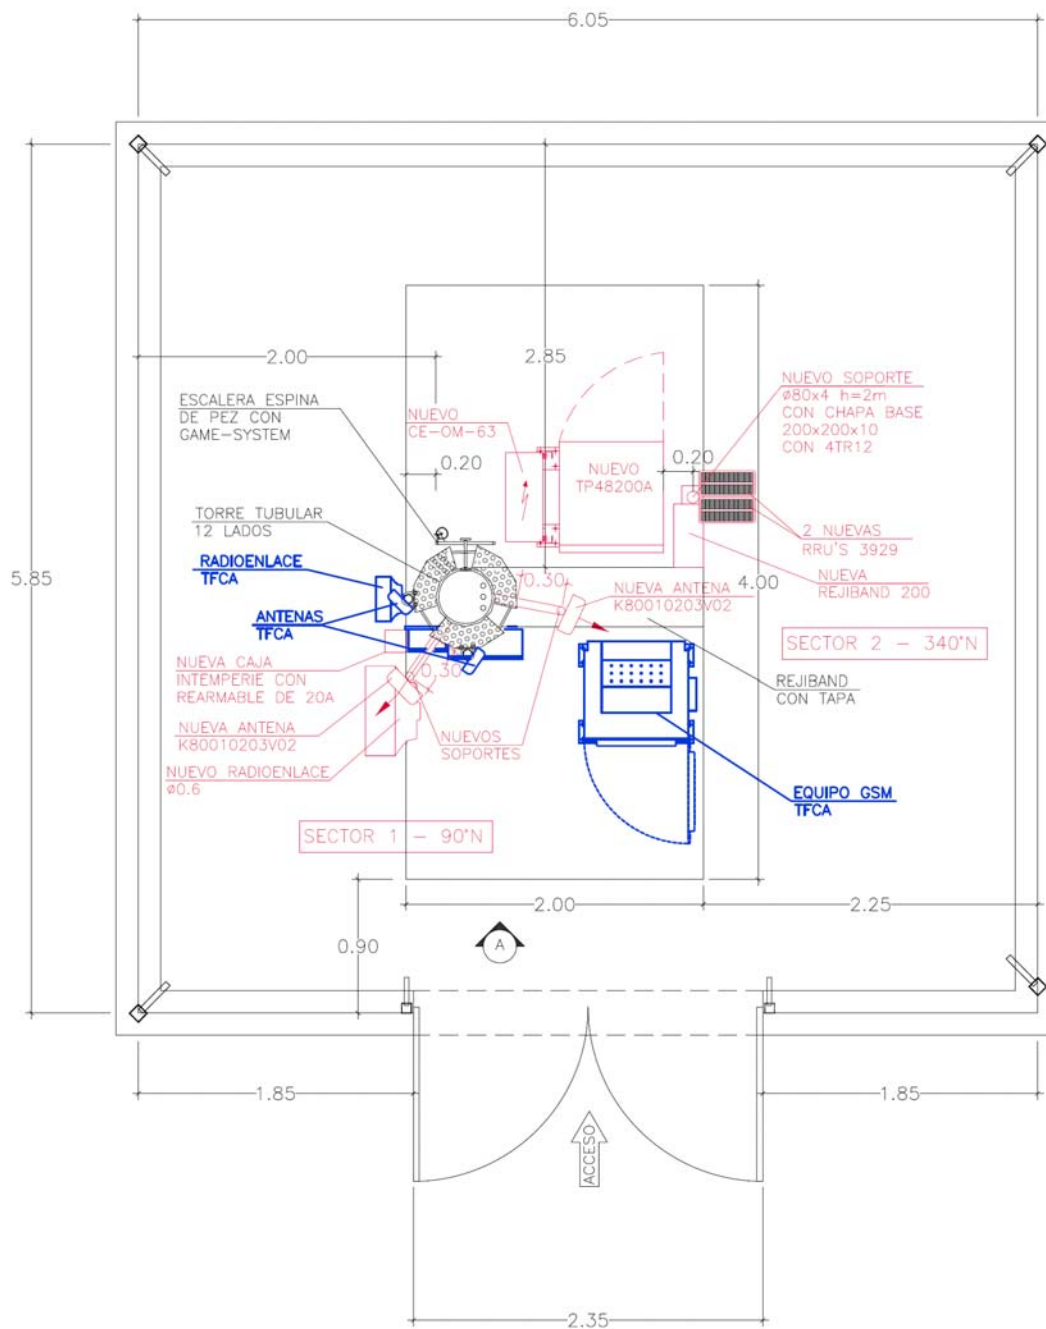 6.05
2.00
2.85
ESCALERA ESPINA
DE PEZ CON
GAME-SYSTEM
NUEVO
CE-OM-63
0.20
NUEVO
TP48200A
0.20
NUEVO SOPORTE
ø80x4 h=2m
CON CHAPA BASE
200x200x10
CON 4TR12
TORRE TUBULAR
12 LADOS
2 NUEVAS
RRU'S 3929
RADIOENLACE
TFCA
5.85
0.30
NUEVA ANTENA
K80010203V02
4.00
NUEVA
REJIBAND 200
ANTENAS
TFCA
SECTOR 2 - 340°N
NUEVA CAJA
INTEMPERIE CON
REARMABLE DE 20A
0,30
REJIBAND
CON TAPA
NUEVA ANTENA
K80010203V02
NUEVOS
SOPORTES
NUEVO RADIOENLACE
ø0.6
EQUIPO GSM
TFCA
SECTOR 1 - 90°N
2.00
2.25
0.90
A
1.85
1.85
ACCESO
2.35